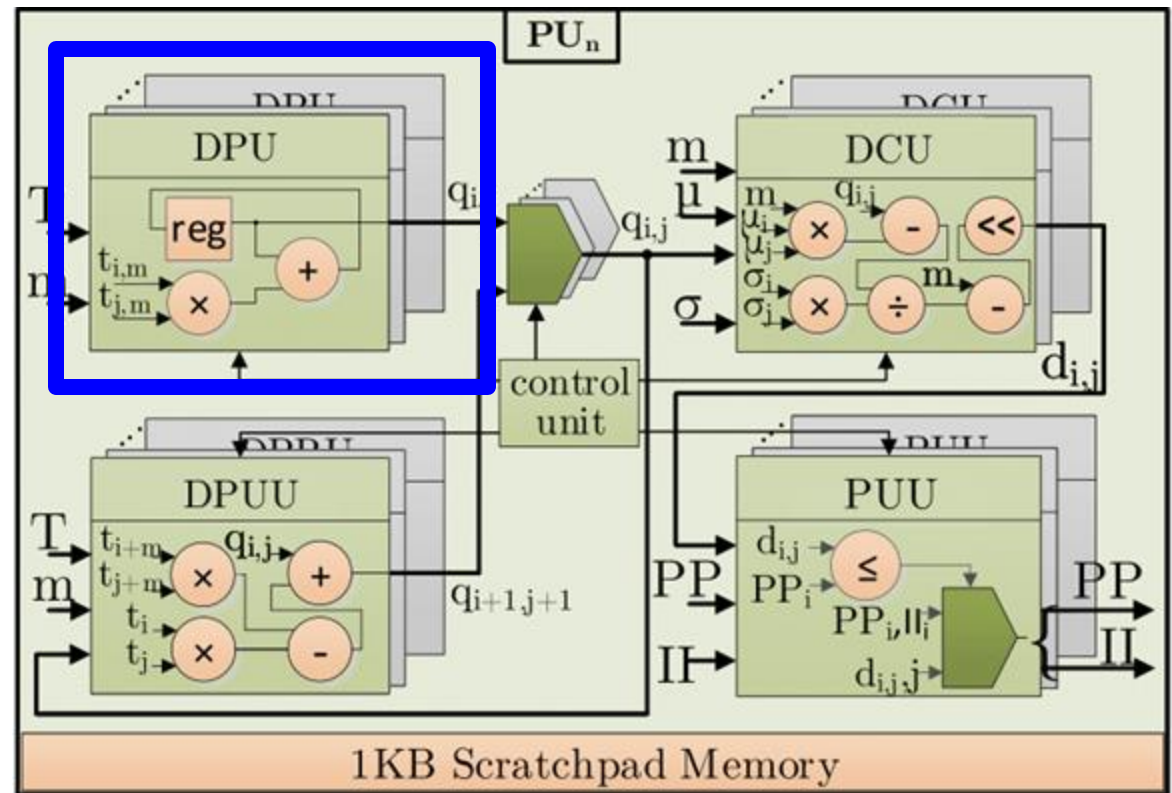 PUn
DPU
DPU
T
m
reg
ti,m
tj,m
×
+
qi,
qi,j
control
unit
DCU
DCU
m
μ
σ
m
μi
μj
σi
σj
×
×
qi,j
-
<<
÷
m
-
di,j
DPUU
T
m
ti+m
tj+m
ti
tj
×
×
qi,j
+
-
qi+1,j+1
PUU
PUU
PP
II
di,j
PPi
≤
PPi,IIi
di,j,j
PP
II
1KB Scratchpad Memory